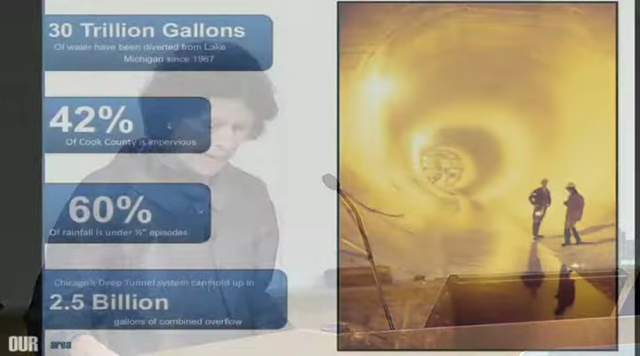 30 Trillion Gallons
Of water have been diverted from Lake
Michigan since 1967
42%
Of Cook County is impervious
60%
Of rainfall is under ½" episodes
Chicago's Deep Tunnel system can hold up to
2.5 Billion
gallons of combined overflow
OUR area